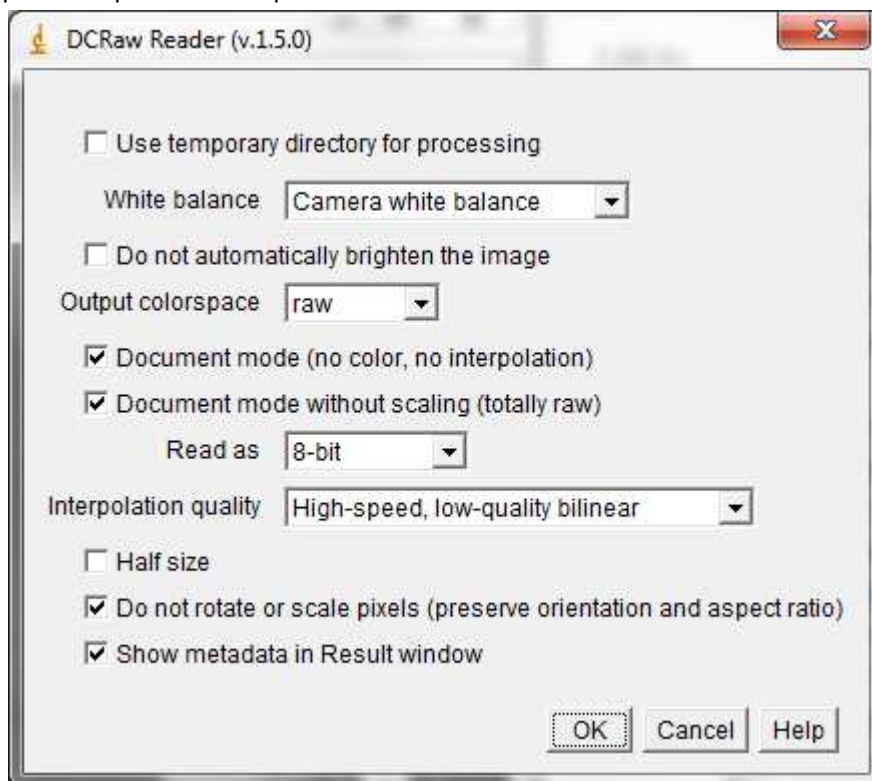 DCRaw Reader (v.1.5.0)
Use temporary directory for processing
White balance Camera white balance
Do not automatically brighten the image
Output colorspace raw
Document mode (no color, no interpolation)
Document mode without scaling (totally raw)
Read as 8-bit
Interpolation quality High-speed, low-quality bilinear
Half size
Do not rotate or scale pixels (preserve orientation and aspect ratio)
Show metadata in Result window
OK Cancel Help